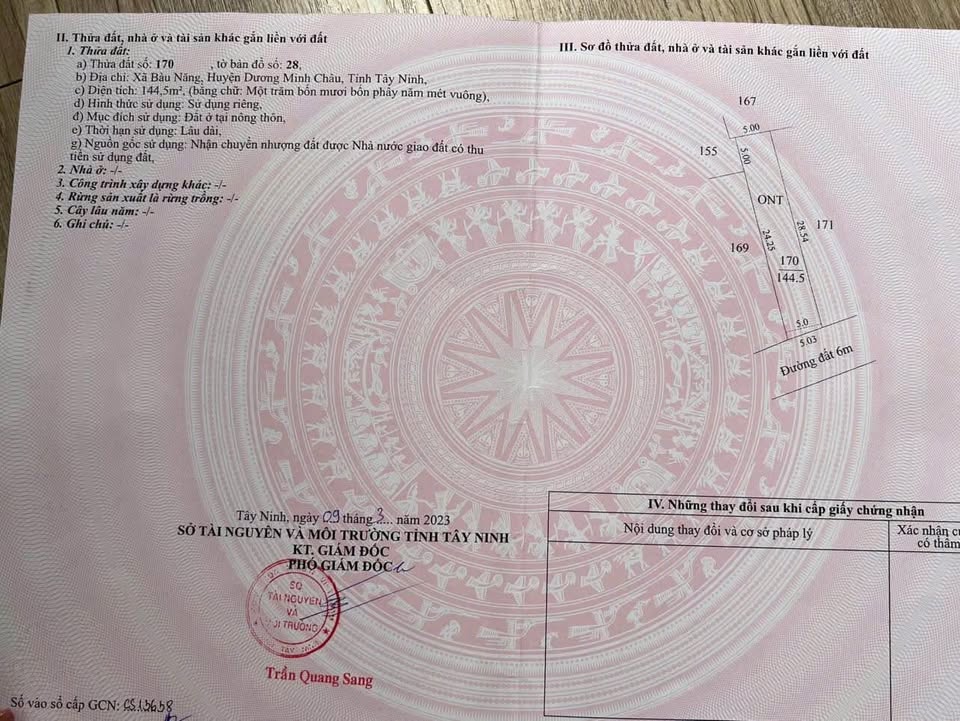 II. Thửa đất, nhà ở và tài sản khác gắn liền với đất
1. Thửa đất:
a) Thửa đất số: 170 , tờ bản đồ số: 28,
b) Địa chỉ: Xã Bàu Năng, Huyện Dương Minh Châu, Tỉnh Tây Ninh,
c) Diện tích: 144,5m², (bằng chữ: Một trăm bốn mươi bốn phẩy năm mét vuông),
d) Hình thức sử dụng: Sử dụng riêng,
đ) Mục đích sử dụng: Đất ở tại nông thôn,
e) Thời hạn sử dụng: Lâu dài,
g) Nguồn gốc sử dụng: Nhận chuyển nhượng đất được Nhà nước giao đất có thu
tiền sử dụng đất,
2. Nhà ở: -/-
3. Công trình xây dựng khác: -/-
4. Rừng sản xuất là rừng trồng: -/-
5. Cây lâu năm: -/-
6. Ghi chú: -/-
Tây Ninh, ngày 09 tháng 3... năm 2023
SỞ TÀI NGUYÊN VÀ MÔI TRƯỜNG TỈNH TÂY NINH
KT. GIÁM ĐỐC
PHÓ GIÁM ĐỐC
SỞ
TÀI NGUYÊN
VÀ
MÔI TRƯỜNG
Trần Quang Sang
Số vào sổ cấp GCN:
III. Sơ đồ thửa đất, nhà ở và tài sản khác gắn liền với đất
167
5.00
155
5.00
ONT
171
28.54
24.25
169
170
144.5
5.0
5.03
Đường đất 6m
IV. Những thay đổi sau khi cấp giấy chứng nhận
Nội dung thay đổi và cơ sở pháp lý
Xác nhận c
có thẩm